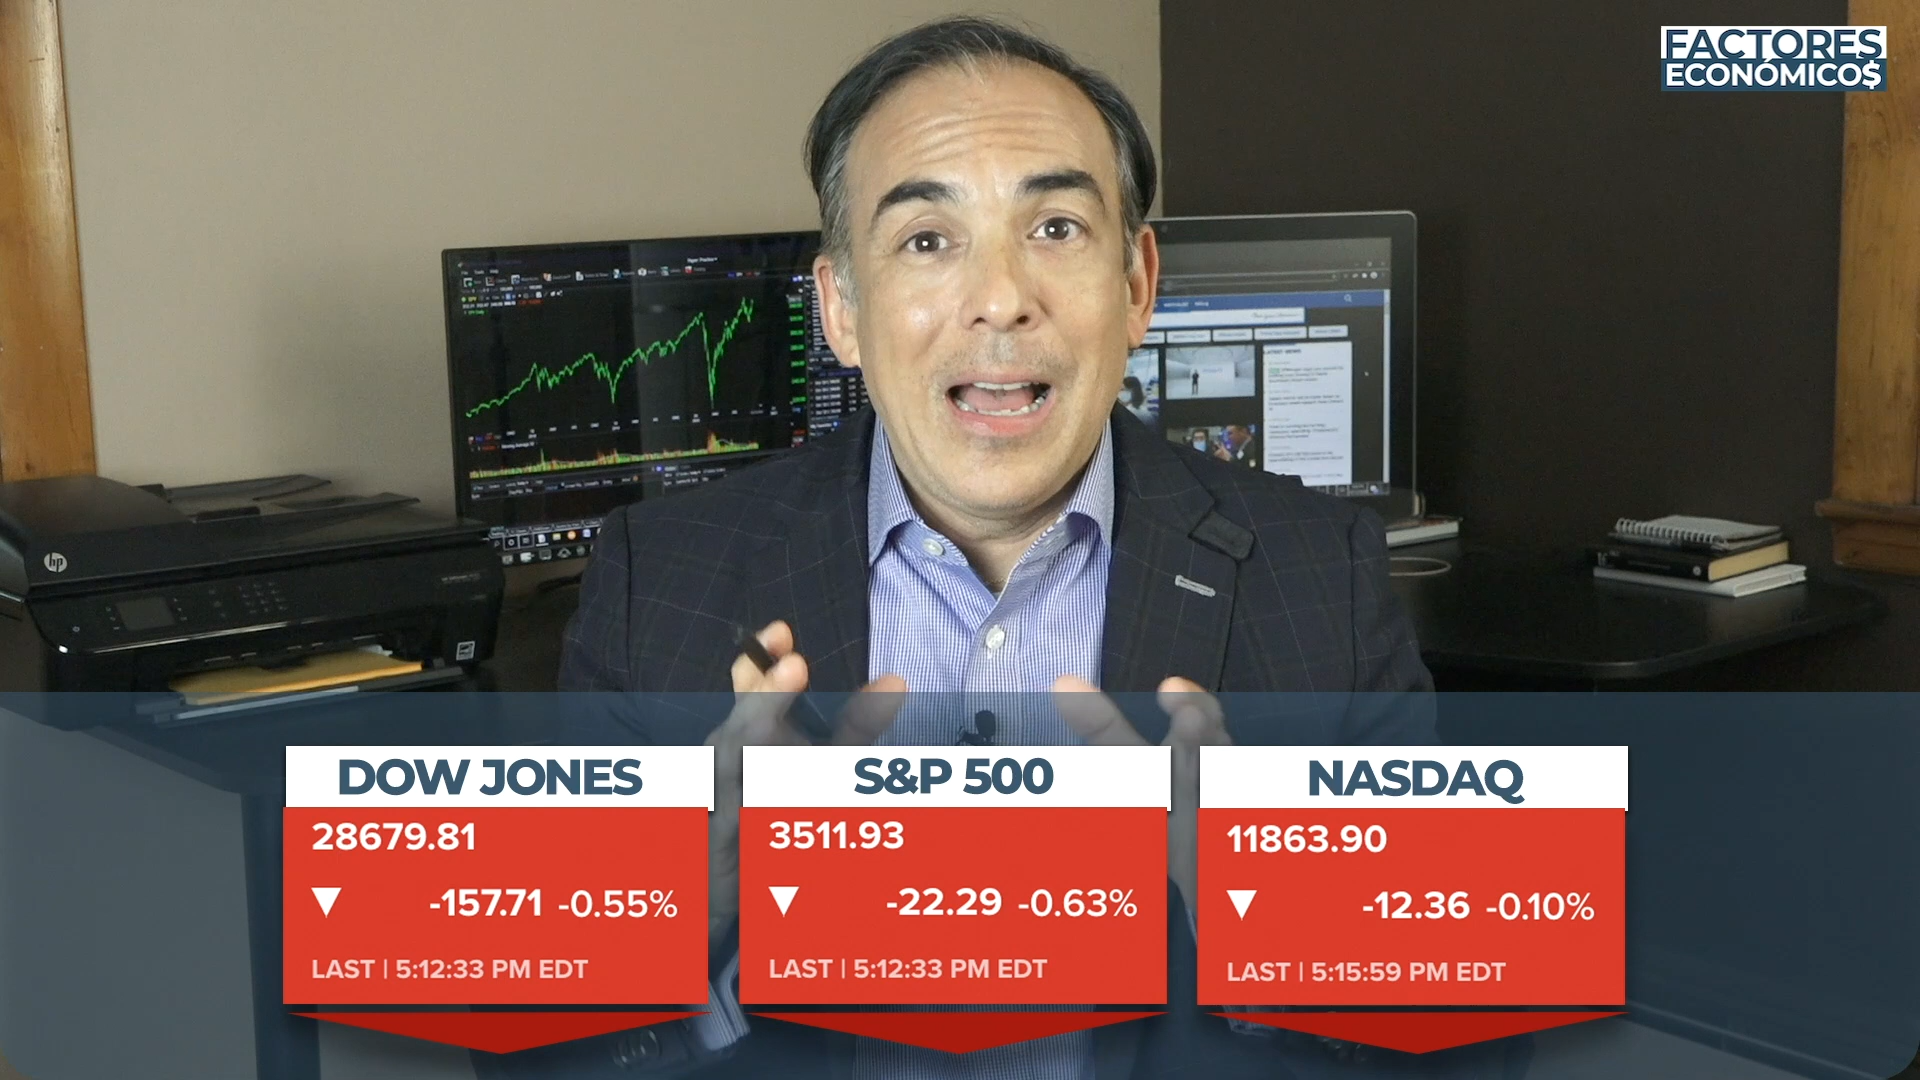 FACTORES
ECONÓMICO$
hp
DOW JONES
28679.81
-157.71 -0.55%
LAST | 5:12:33 PM EDT
S&P 500
3511.93
-22.29 -0.63%
LAST | 5:12:33 PM EDT
NASDAQ
11863.90
-12.36 -0.10%
LAST | 5:15:59 PM EDT